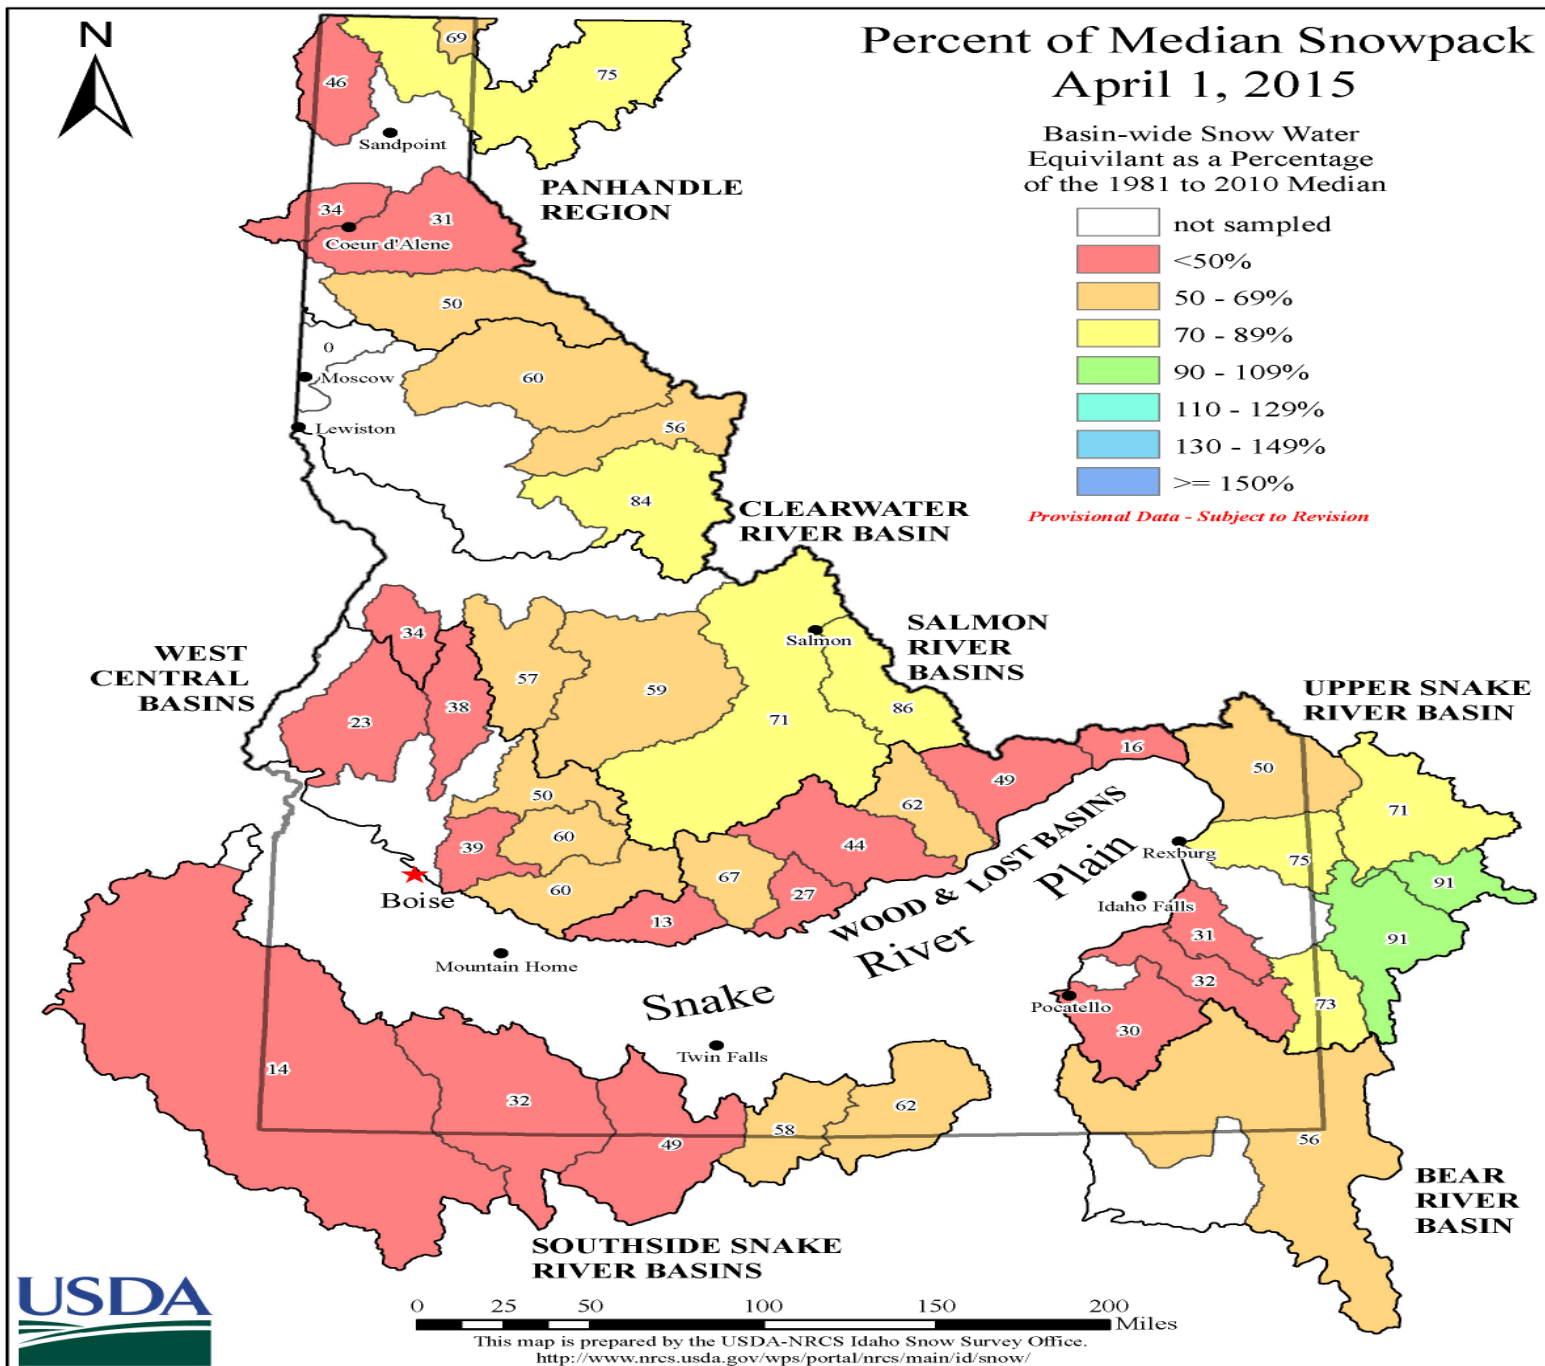 N
Percent of Median Snowpack
April 1, 2015
Basin-wide Snow Water
Equivilant as a Percentage
of the 1981 to 2010 Median
not sampled
<50%
50 - 69%
70 - 89%
90 - 109%
110 - 129%
130 - 149%
>= 150%
Provisional Data - Subject to Revision
69
75
46
Sandpoint
PANHANDLE
REGION
34
31
Coeur d'Alene
50
0
Moscow
60
Lewiston
56
84
CLEARWATER
RIVER BASIN
SALMON
RIVER
BASINS
Salmon
34
WEST
CENTRAL
BASINS
57
59
23
38
71
86
UPPER SNAKE
RIVER BASIN
16
49
50
50
62
71
39
60
44
Rexburg
75
WOOD & LOST BASINS
Snake River Plain
Boise
60
67
27
13
91
Idaho Falls
31
91
Mountain Home
32
73
Pocatello
30
Twin Falls
14
32
49
58
62
56
BEAR
RIVER
BASIN
SOUTHSIDE SNAKE
RIVER BASINS
USDA
0 25 50 100 150 200
Miles
This map is prepared by the USDA-NRCS Idaho Snow Survey Office.
http://www.nrcs.usda.gov/wps/portal/nrcs/main/id/snow/